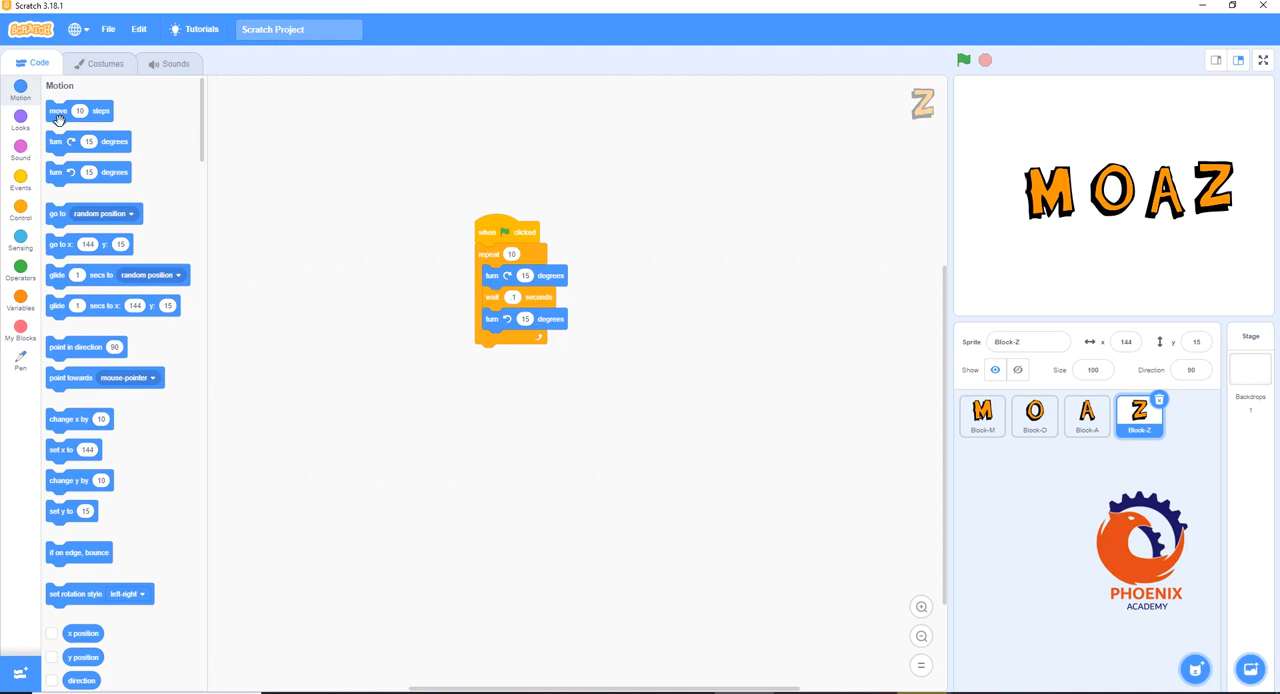 Scratch 3.18.1
SCRATCH File Edit Tutorials Scratch Project
Code Costumes Sounds
Motion
Looks
Sound
Events
Control
Sensing
Operators
Variables
My Blocks
Pen
Motion
move 10 steps
turn 15 degrees
turn 15 degrees
go to random position
go to x: 144 y: 15
glide 1 secs to random position
glide 1 secs to x: 144 y: 15
point in direction 90
point towards mouse-pointer
change x by 10
set x to 144
change y by 10
set y to 15
if on edge, bounce
set rotation style left-right
x position
y position
direction
when clicked
repeat 10
turn 15 degrees
wait .1 seconds
turn 15 degrees
Z
M O A Z
Sprite Block-Z x 144 y 15
Show Size 100 Direction 90
M O A Z
Block-M Block-O Block-A Block-Z
Stage
Backdrops
1
PHOENIX
ACADEMY